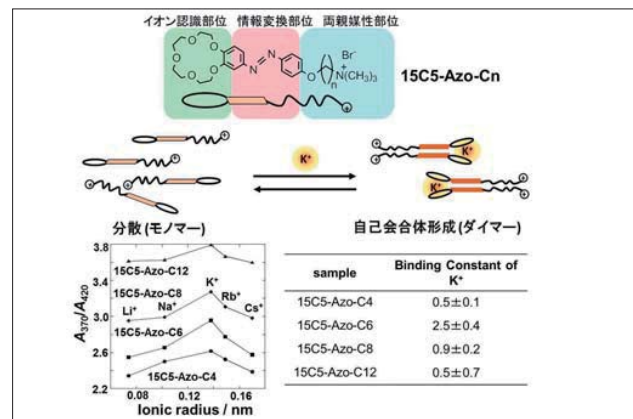 イオン認識部位 情報変換部位 両親媒性部位
O O O O O N N O n N(CH₃)₃ + Br⁻
15C5-Azo-Cn
K⁺
K⁺
K⁺
分散 (モノマー)
自己会合体形成 (ダイマー)
3.8
3.4
3.0
2.6
2.2
A370/A420
15C5-Azo-C12
15C5-Azo-C8
15C5-Azo-C6
15C5-Azo-C4
Li⁺ Na⁺ K⁺ Rb⁺ Cs⁺
0.08 0.12 0.16
Ionic radius / nm
sample Binding Constant of K⁺
15C5-Azo-C4 0.5±0.1
15C5-Azo-C6 2.5±0.4
15C5-Azo-C8 0.9±0.2
15C5-Azo-C12 0.5±0.7